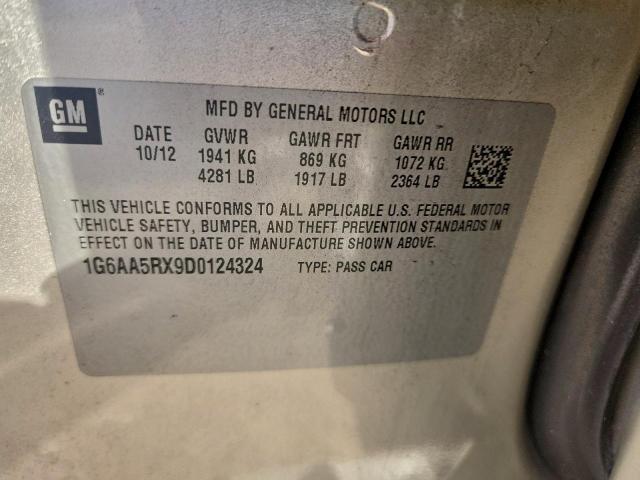 GM ®
MFD BY GENERAL MOTORS LLC
DATE GVWR GAWR FRT GAWR RR
10/12 1941 KG 869 KG 1072 KG
4281 LB 1917 LB 2364 LB
THIS VEHICLE CONFORMS TO ALL APPLICABLE U.S. FEDERAL MOTOR
VEHICLE SAFETY, BUMPER, AND THEFT PREVENTION STANDARDS IN
EFFECT ON THE DATE OF MANUFACTURE SHOWN ABOVE.
1G6AA5RX9D0124324 TYPE: PASS CAR